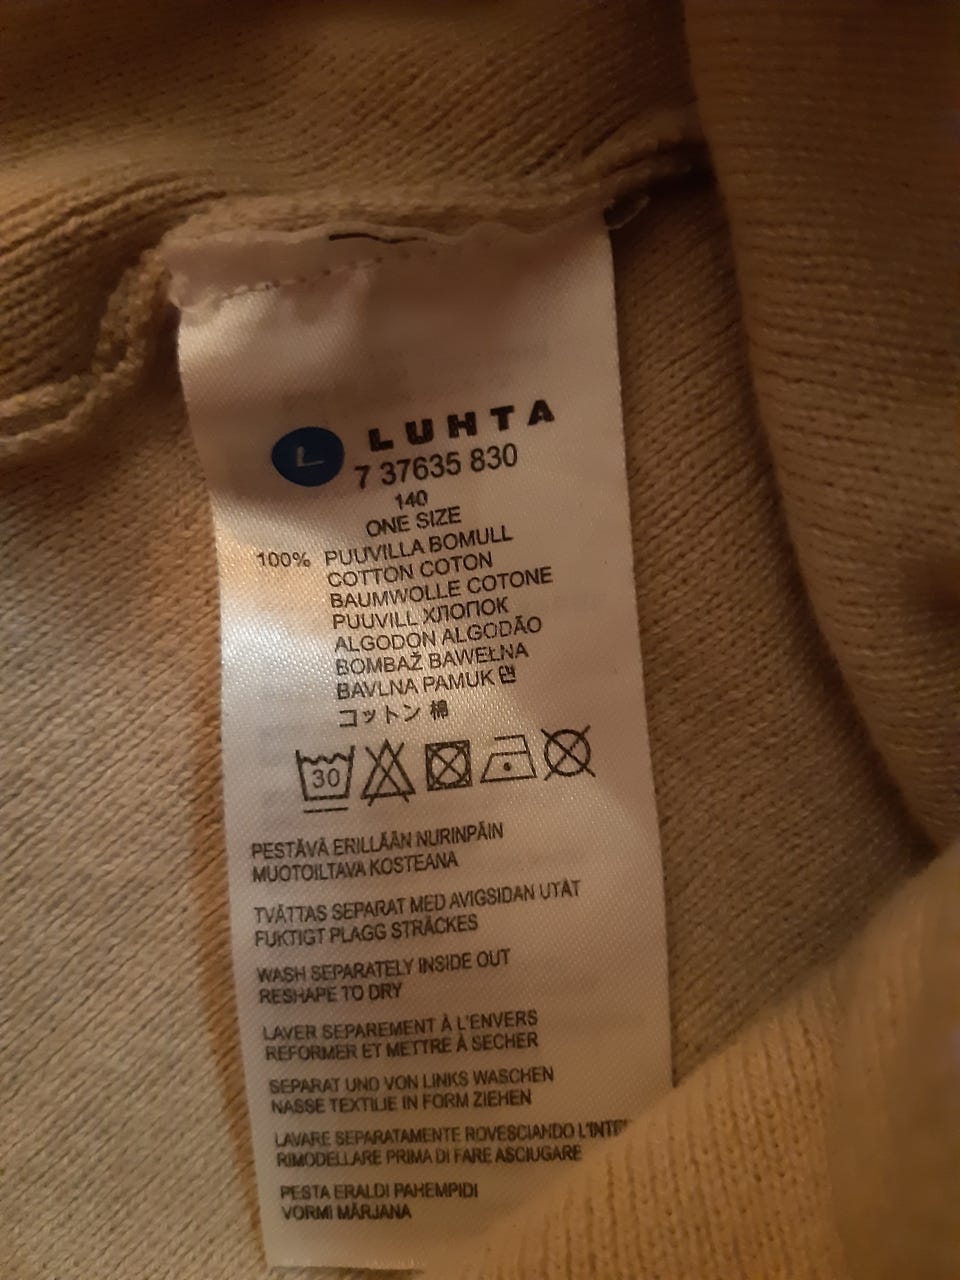 L LUHTA
7 37635 830
140
ONE SIZE
100% PUUVILLA BOMULL
COTTON COTON
BAUMWOLLE COTONE
PUUVILL ХЛОПОК
ALGODON ALGODÃO
BOMBAŽ BAWEŁNA
BAVLNA PAMUK 면
コットン 棉
30
PESTÄVÄ ERILLÄÄN NURINPÄIN
MUOTOILTAVA KOSTEANA
TVÄTTAS SEPARAT MED AVIGSIDAN UTÅT
FUKTIGT PLAGG STRÄCKES
WASH SEPARATELY INSIDE OUT
RESHAPE TO DRY
LAVER SEPAREMENT À L'ENVERS
REFORMER ET METTRE À SECHER
SEPARAT UND VON LINKS WASCHEN
NASSE TEXTILIE IN FORM ZIEHEN
LAVARE SEPARATAMENTE ROVESCIANDO
RIMODELLARE PRIMA DI FARE ASCIUGARE
PESTA ERALDI PAHEMPIDI
VORMI MÄRJANA